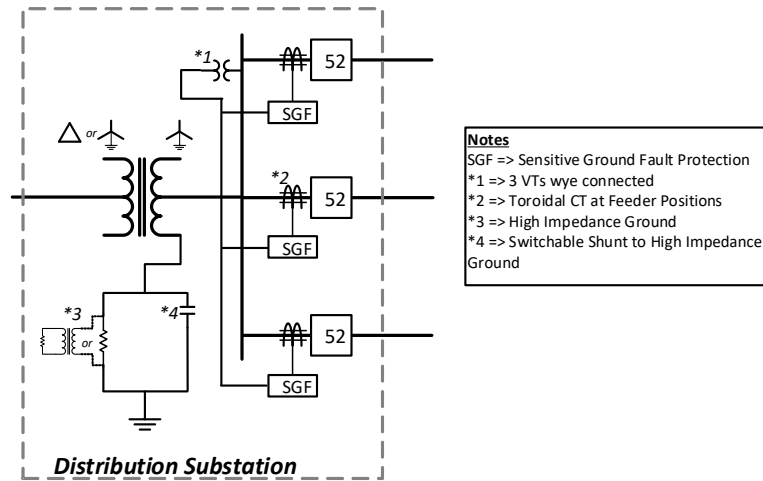 *1
52
SGF
or
*2
52
SGF
*3
or
*4
52
SGF
Distribution Substation
Notes
SGF => Sensitive Ground Fault Protection
*1 => 3 VTs wye connected
*2 => Toroidal CT at Feeder Positions
*3 => High Impedance Ground
*4 => Switchable Shunt to High Impedance
Ground